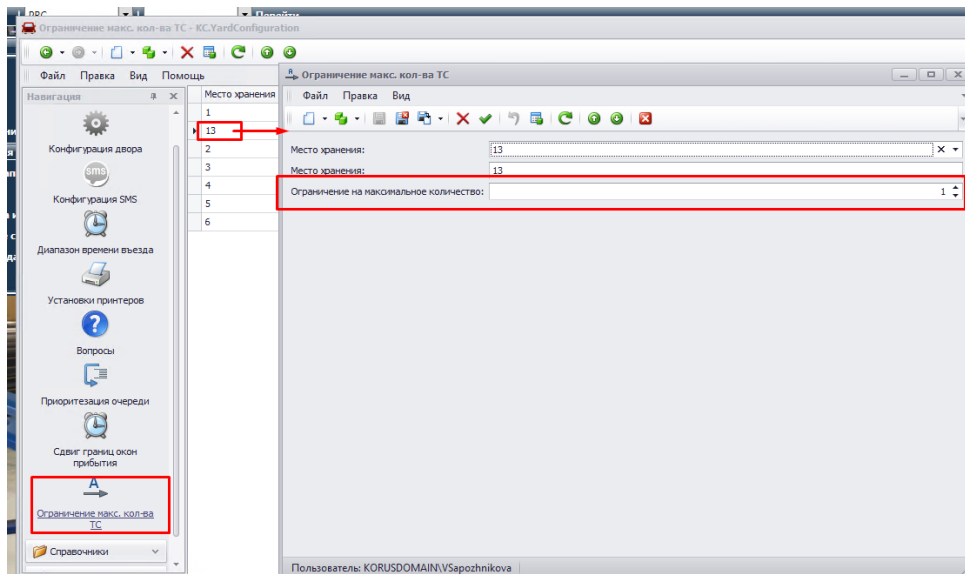 PRC
Перейти
Ограничение макс. кол-ва ТС - KC.YardConfiguration
Файл Правка Вид Помощь
Навигация
Конфигурация двора
sms
Конфигурация SMS
Диапазон времени въезда
Установки принтеров
Вопросы
Приоритезация очереди
Сдвиг границ окон
прибытия
A
Ограничение макс. кол-ва
ТС
Справочники
Место хранения
1
13
2
3
4
5
6
Ограничение макс. кол-ва ТС
Файл Правка Вид
Место хранения: 13
Место хранения: 13
Ограничение на максимальное количество: 1
Пользователь: KORUSDOMAIN\VSapozhnikova